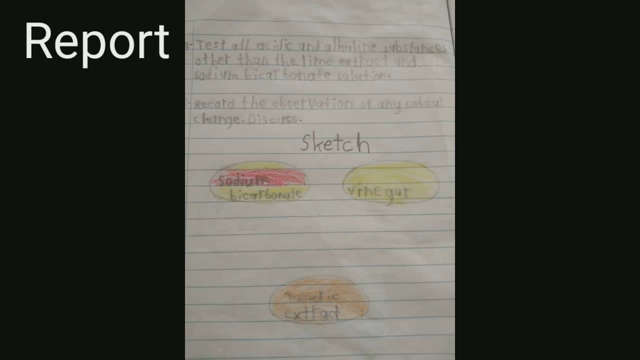 Report
Test all acidic and alkaline substances
other than the lime extract and
sodium bicarbonate solution.
Record the observation of any colour
change. Discuss.
Sketch
sodium
bicarbonate
vinegar
extract